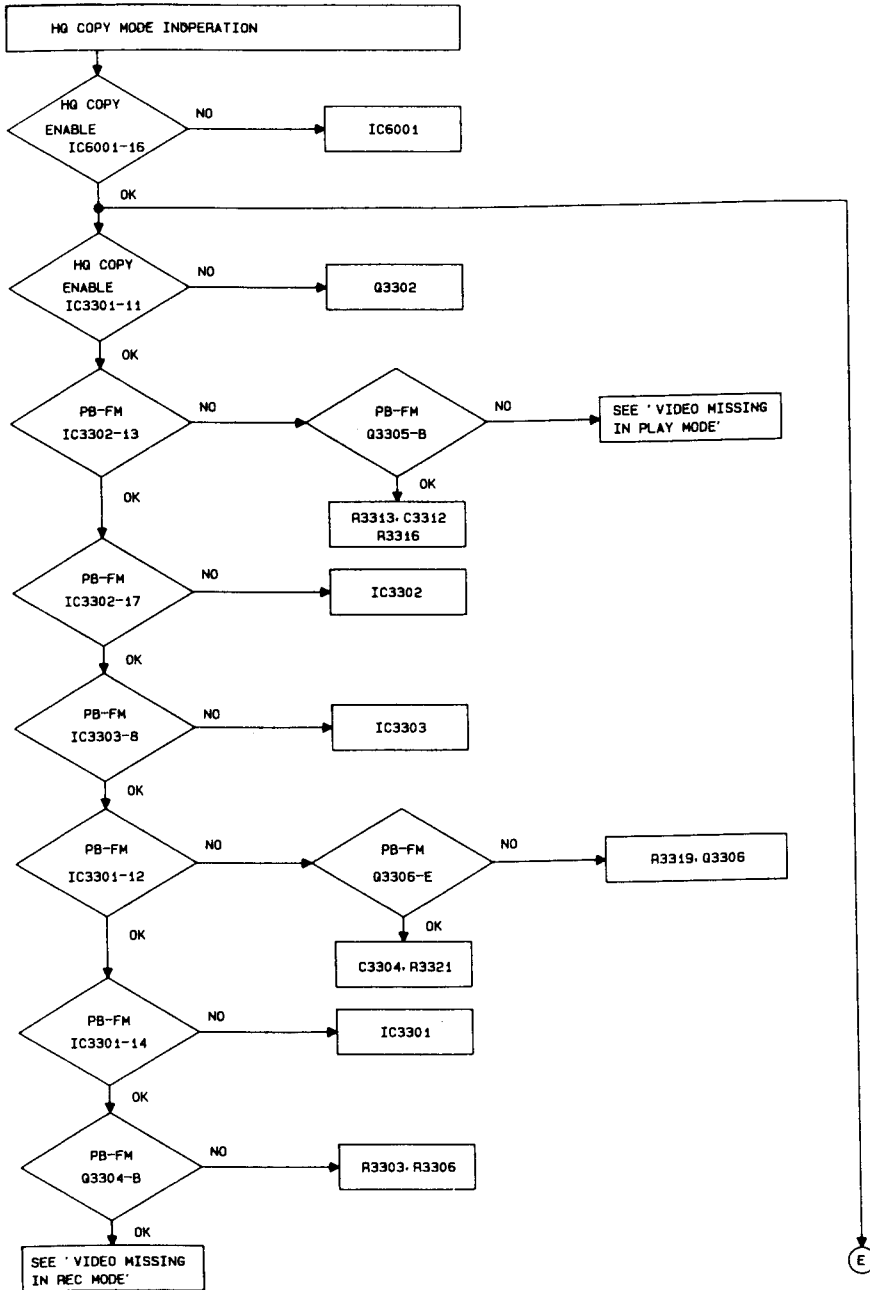 HQ COPY MODE INOPERATION
HQ COPY
ENABLE
IC6001-16
NO
IC6001
OK
HQ COPY
ENABLE
IC3301-11
NO
Q3302
OK
PB-FM
IC3302-13
NO
PB-FM
Q3305-B
NO
SEE 'VIDEO MISSING
IN PLAY MODE'
OK
OK
R3313, C3312
R3316
PB-FM
IC3302-17
NO
IC3302
OK
PB-FM
IC3303-8
NO
IC3303
OK
PB-FM
IC3301-12
NO
PB-FM
Q3306-E
NO
R3319, Q3306
OK
OK
C3304, R3321
PB-FM
IC3301-14
NO
IC3301
OK
PB-FM
Q3304-B
NO
R3303, R3306
OK
SEE 'VIDEO MISSING
IN REC MODE'
E